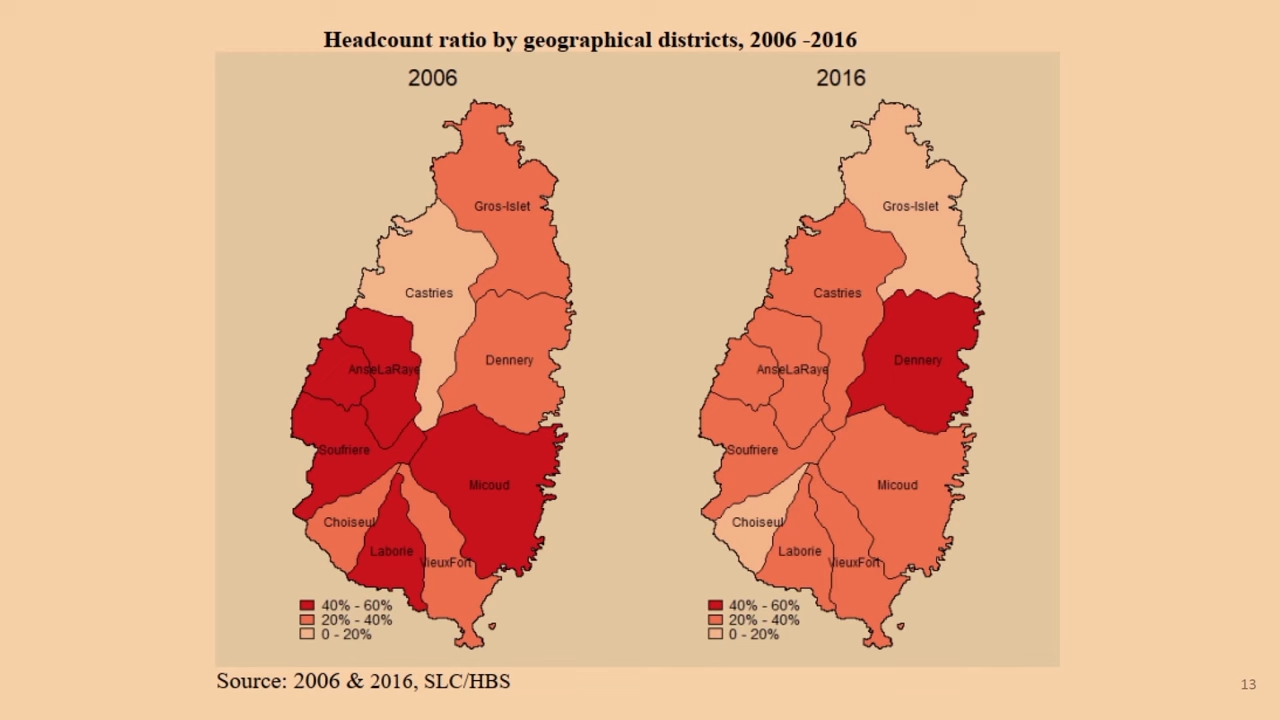 Headcount ratio by geographical districts, 2006 -2016
2006
Gros-Islet
Castries
Dennery
AnseLaRaye
Soufriere
Micoud
Choiseul
Laborie
VieuxFort
40% - 60%
20% - 40%
0 - 20%
2016
Gros-Islet
Castries
Dennery
AnseLaRaye
Soufriere
Micoud
Choiseul
Laborie
VieuxFort
40% - 60%
20% - 40%
0 - 20%
Source: 2006 & 2016, SLC/HBS
13